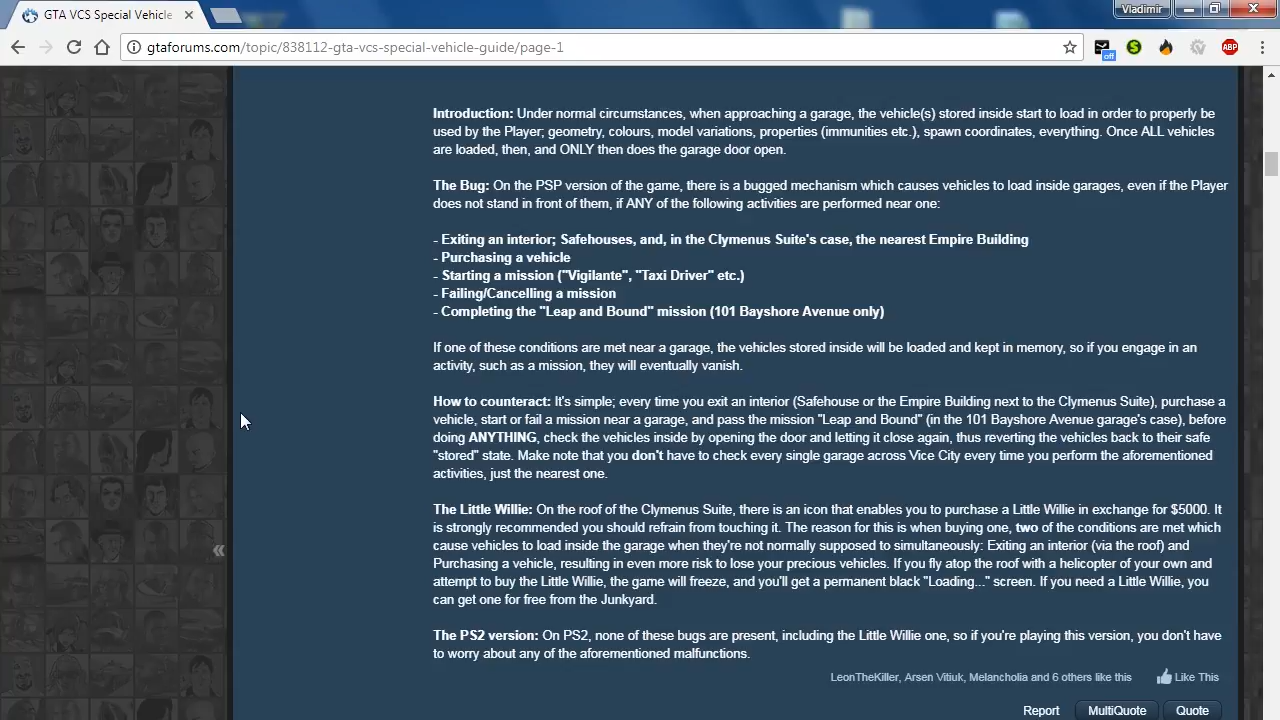 GTA VCS Special Vehicle
Vladimir
gtaforums.com/topic/838112-gta-vcs-special-vehicle-guide/page-1
off
ABP
Introduction: Under normal circumstances, when approaching a garage, the vehicle(s) stored inside start to load in order to properly be
used by the Player; geometry, colours, model variations, properties (immunities etc.), spawn coordinates, everything. Once ALL vehicles
are loaded, then, and ONLY then does the garage door open.
The Bug: On the PSP version of the game, there is a bugged mechanism which causes vehicles to load inside garages, even if the Player
does not stand in front of them, if ANY of the following activities are performed near one:
- Exiting an interior; Safehouses, and, in the Clymenus Suite's case, the nearest Empire Building
- Purchasing a vehicle
- Starting a mission ("Vigilante", "Taxi Driver" etc.)
- Failing/Cancelling a mission
- Completing the "Leap and Bound" mission (101 Bayshore Avenue only)
If one of these conditions are met near a garage, the vehicles stored inside will be loaded and kept in memory, so if you engage in an
activity, such as a mission, they will eventually vanish.
How to counteract: It's simple; every time you exit an interior (Safehouse or the Empire Building next to the Clymenus Suite), purchase a
vehicle, start or fail a mission near a garage, and pass the mission "Leap and Bound" (in the 101 Bayshore Avenue garage's case), before
doing ANYTHING, check the vehicles inside by opening the door and letting it close again, thus reverting the vehicles back to their safe
"stored" state. Make note that you don't have to check every single garage across Vice City every time you perform the aforementioned
activities, just the nearest one.
The Little Willie: On the roof of the Clymenus Suite, there is an icon that enables you to purchase a Little Willie in exchange for $5000. It
is strongly recommended you should refrain from touching it. The reason for this is when buying one, two of the conditions are met which
cause vehicles to load inside the garage when they're not normally supposed to simultaneously: Exiting an interior (via the roof) and
Purchasing a vehicle, resulting in even more risk to lose your precious vehicles. If you fly atop the roof with a helicopter of your own and
attempt to buy the Little Willie, the game will freeze, and you'll get a permanent black "Loading..." screen. If you need a Little Willie, you
can get one for free from the Junkyard.
The PS2 version: On PS2, none of these bugs are present, including the Little Willie one, so if you're playing this version, you don't have
to worry about any of the aforementioned malfunctions.
LeonTheKiller, Arsen Vitiuk, Melancholia and 6 others like this
Like This
Report
MultiQuote
Quote